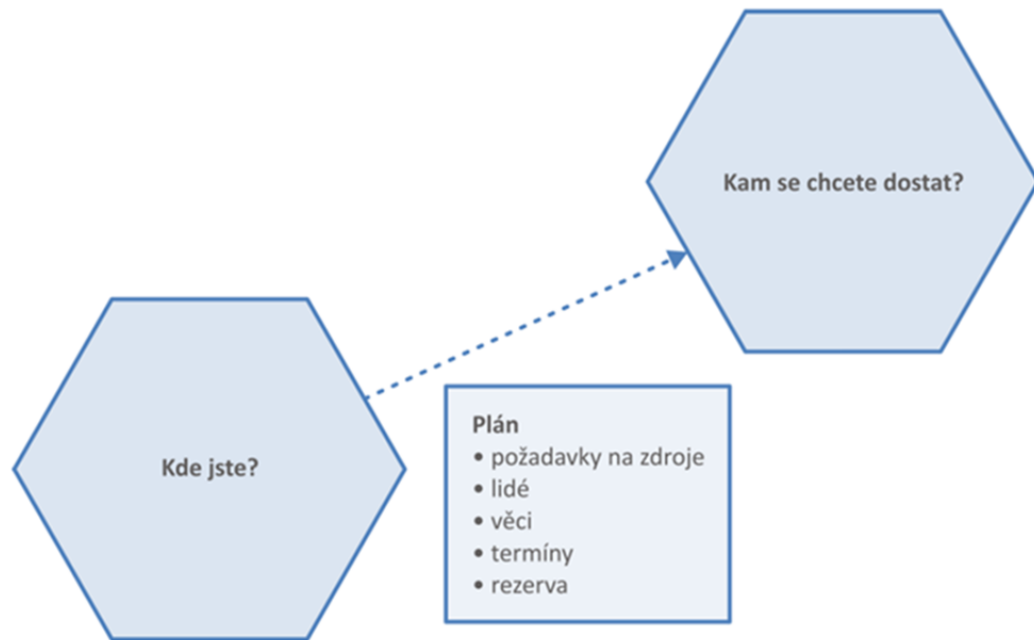 Kam se chcete dostat?
Kde jste?
Plán
• požadavky na zdroje
• lidé
• věci
• termíny
• rezerva